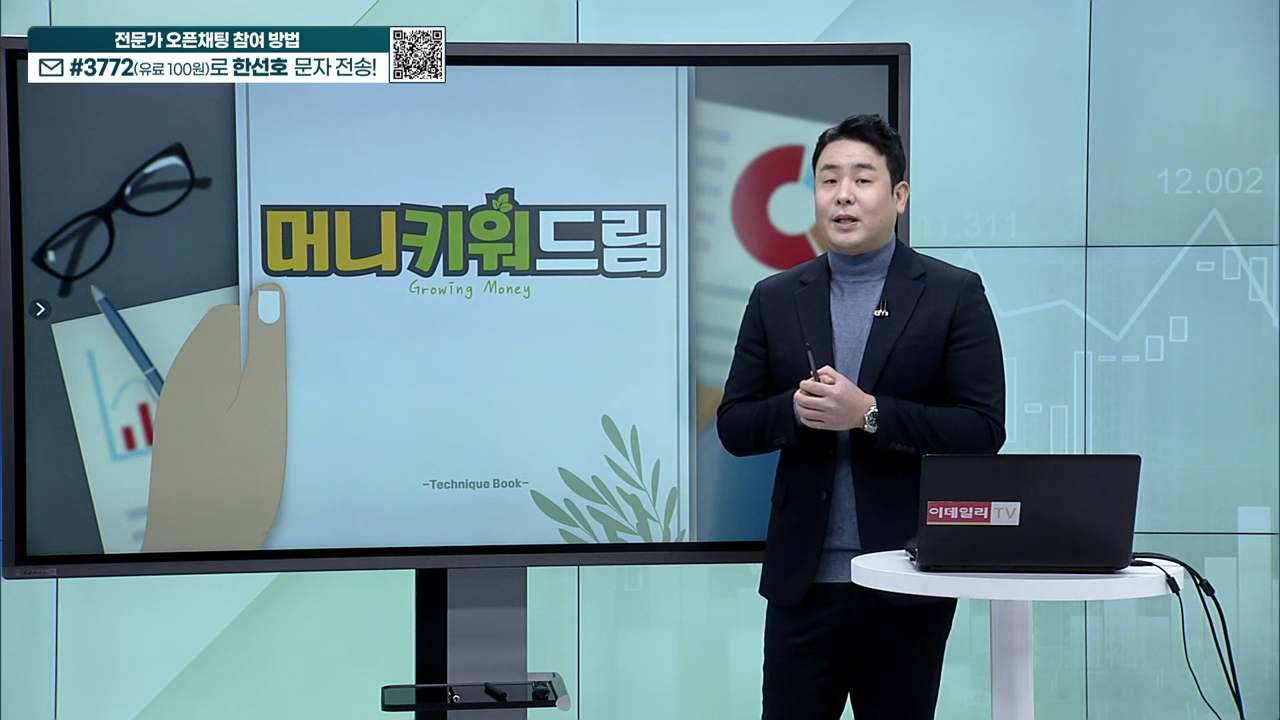 전문가 오픈채팅 참여 방법
#3772(유료 100원)로 한선호 문자 전송!
머니키워드림
Growing Money
-Technique Book-
12.002
31.311
이데일리TV